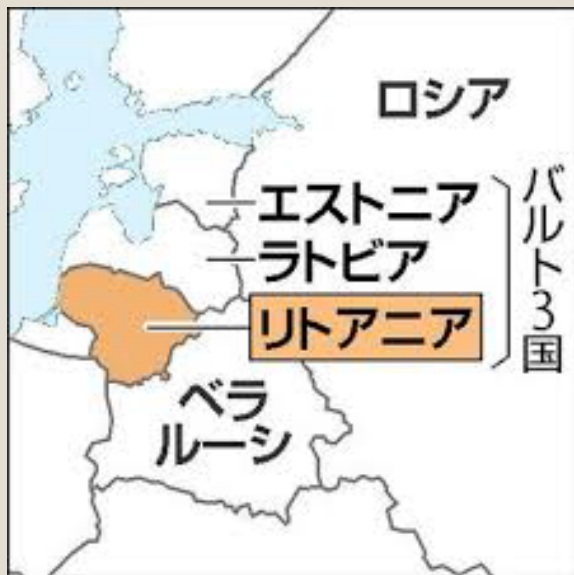 ロシア
エストニア
ラトビア
リトアニア
バルト3国
ベラ
ルーシ